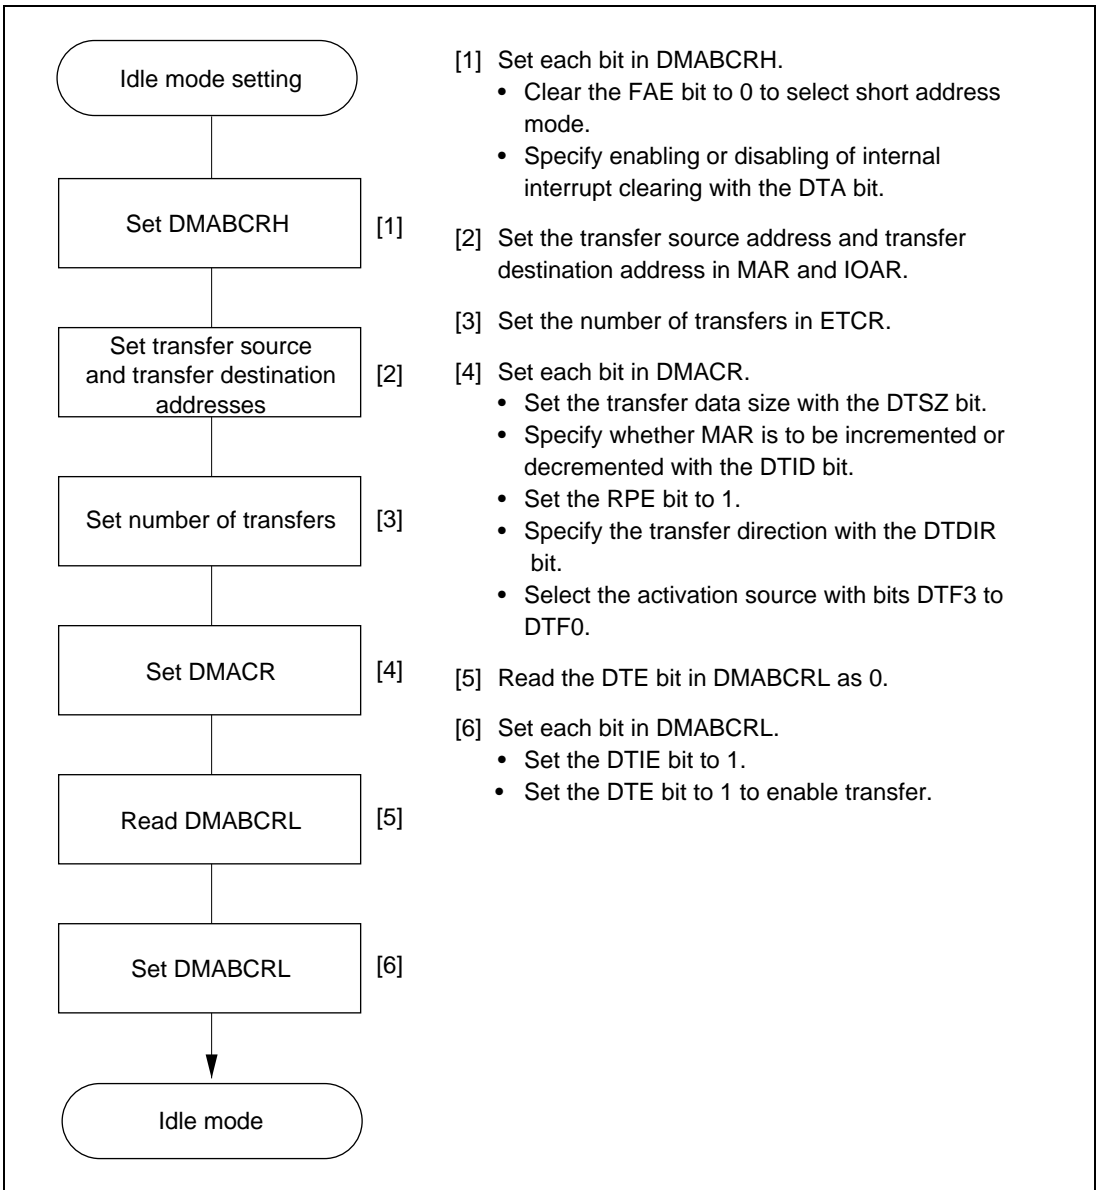 Idle mode setting
Set DMABCRH
[1]
Set transfer source
and transfer destination
addresses
[2]
Set number of transfers
[3]
Set DMACR
[4]
Read DMABCRL
[5]
Set DMABCRL
[6]
Idle mode
[1] Set each bit in DMABCRH.
• Clear the FAE bit to 0 to select short address
mode.
• Specify enabling or disabling of internal
interrupt clearing with the DTA bit.
[2] Set the transfer source address and transfer
destination address in MAR and IOAR.
[3] Set the number of transfers in ETCR.
[4] Set each bit in DMACR.
• Set the transfer data size with the DTSZ bit.
• Specify whether MAR is to be incremented or
decremented with the DTID bit.
• Set the RPE bit to 1.
• Specify the transfer direction with the DTDIR
bit.
• Select the activation source with bits DTF3 to
DTF0.
[5] Read the DTE bit in DMABCRL as 0.
[6] Set each bit in DMABCRL.
• Set the DTIE bit to 1.
• Set the DTE bit to 1 to enable transfer.